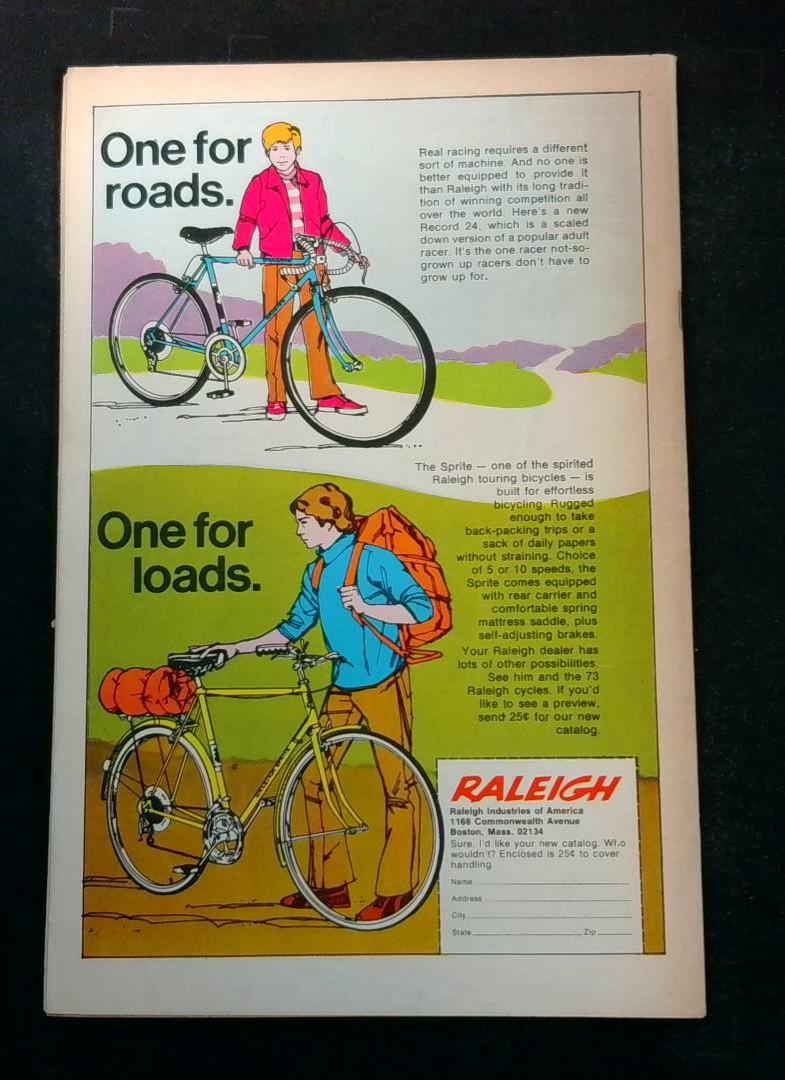 One for
roads.
Real racing requires a different
sort of machine. And no one is
better equipped to provide it
than Raleigh with its long tradi-
tion of winning competition all
over the world. Here's a new
Record 24, which is a scaled
down version of a popular adult
racer. It's the one racer not-so-
grown up racers don't have to
grow up for.
The Sprite — one of the spirited
Raleigh touring bicycles — is
built for effortless
bicycling. Rugged
enough to take
back-packing trips or a
sack of daily papers
without straining. Choice
of 5 or 10 speeds, the
Sprite comes equipped
with rear carrier and
comfortable spring
mattress saddle, plus
self-adjusting brakes.
Your Raleigh dealer has
lots of other possibilities.
See him and the 73
Raleigh cycles. If you'd
like to see a preview,
send 25¢ for our new
catalog.
One for
loads.
RALEIGH
Raleigh Industries of America
1168 Commonwealth Avenue
Boston, Mass. 02134
Sure, I'd like your new catalog. Who
wouldn't? Enclosed is 25¢ to cover
handling.
Name
Address
City
State Zip